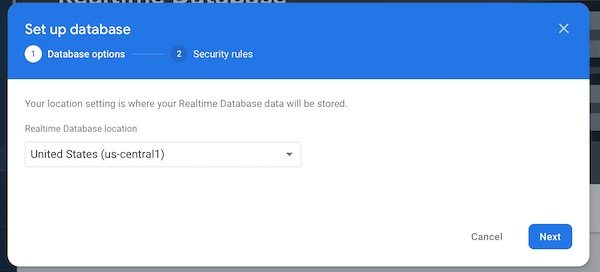 Realtime Database
Set up database
1 Database options
2 Security rules
Your location setting is where your Realtime Database data will be stored.
Realtime Database location
United States (us-central1)
Cancel
Next